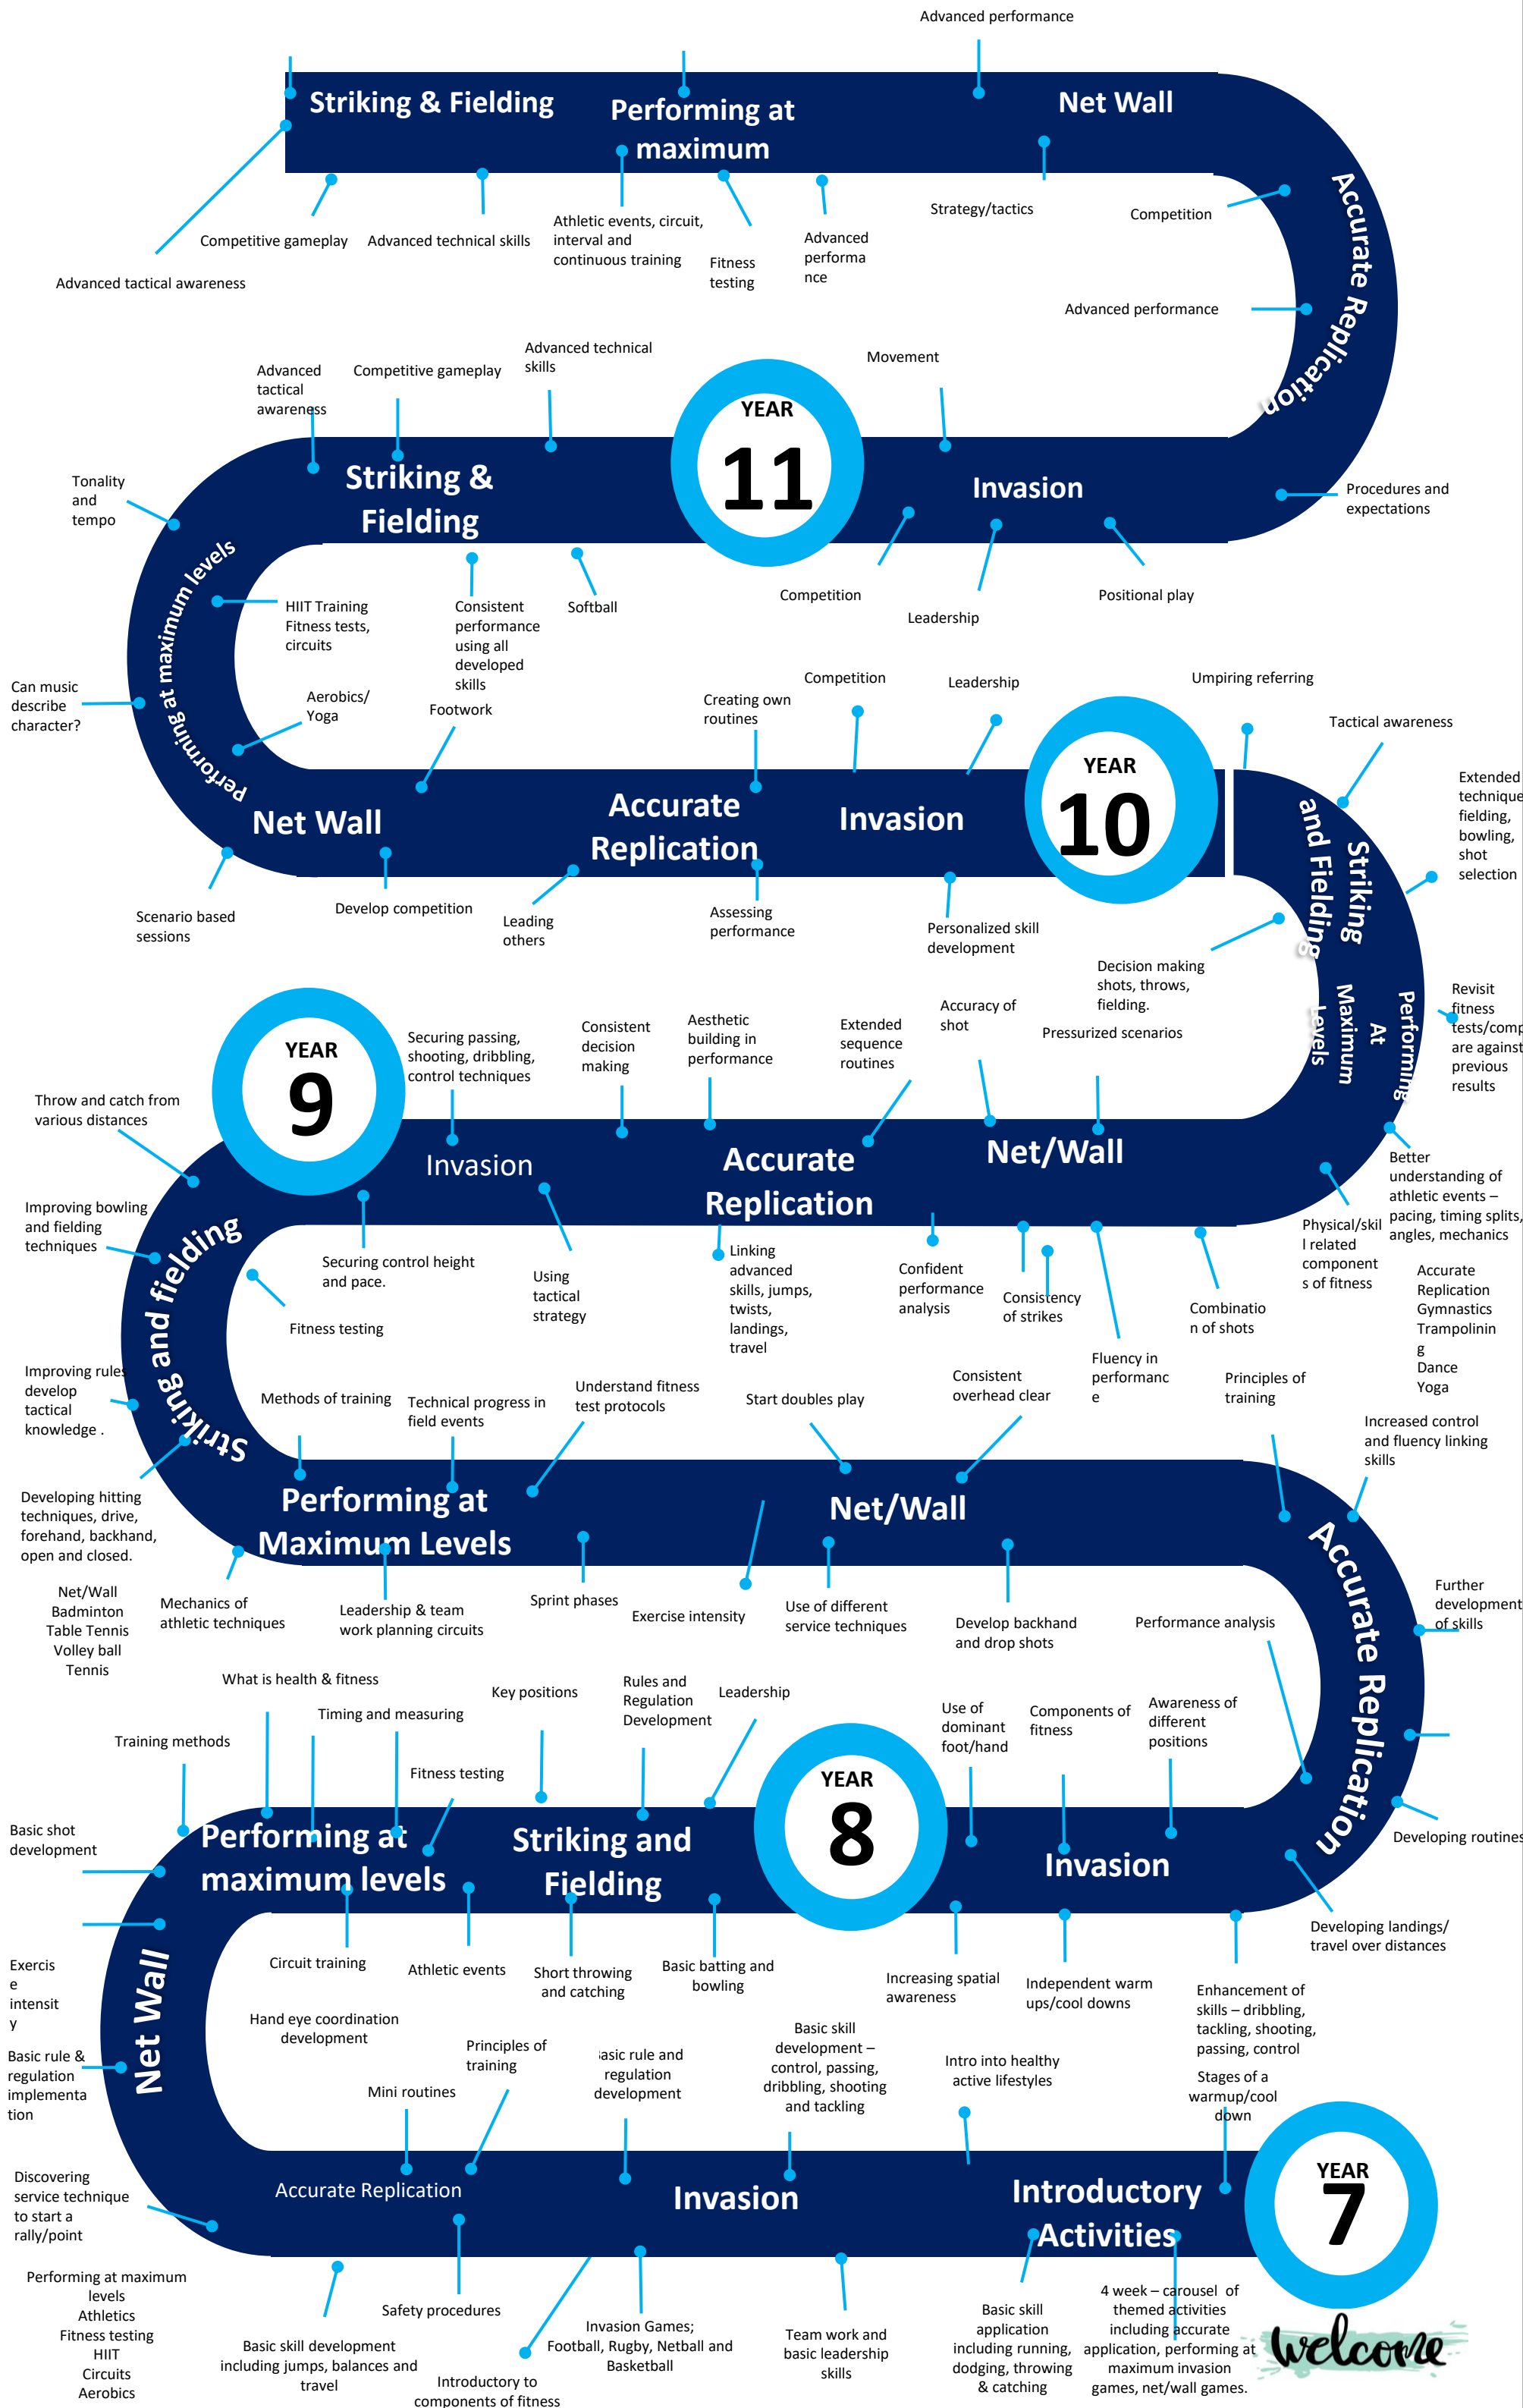 Advanced performance
Striking & Fielding
Performing at
maximum
Net Wall
Accurate Replication
Competitive gameplay
Advanced technical skills
Athletic events, circuit,
interval and
continuous training
Fitness
testing
Advanced
performa
nce
Strategy/tactics
Competition
Advanced tactical awareness
Advanced performance
Advanced
tactical
awareness
Competitive gameplay
Advanced technical
skills
YEAR
11
Movement
Invasion
Procedures and
expectations
Striking &
Fielding
Tonality
and
tempo
Performing at maximum levels
HIIT Training
Fitness tests,
circuits
Consistent
performance
using all
developed
skills
Softball
Competition
Leadership
Positional play
Can music
describe
character?
Aerobics/
Yoga
Footwork
Creating own
routines
Competition
Leadership
Umpiring referring
Tactical awareness
Extended
technique
fielding,
bowling,
shot
selection
Net Wall
Accurate
Replication
Invasion
YEAR
10
Striking
and Fielding
Scenario based
sessions
Develop competition
Leading
others
Assessing
performance
Personalized skill
development
Decision making
shots, throws,
fielding.
Performing
At
Maximum
Levels
Revisit
fitness
tests/comp
are against
previous
results
YEAR
9
Securing passing,
shooting, dribbling,
control techniques
Consistent
decision
making
Aesthetic
building in
performance
Extended
sequence
routines
Accuracy of
shot
Pressurized scenarios
Throw and catch from
various distances
Invasion
Accurate
Replication
Net/Wall
Better
understanding of
athletic events –
pacing, timing splits,
angles, mechanics
Improving bowling
and fielding
techniques
Striking and fielding
Securing control height
and pace.
Using
tactical
strategy
Linking
advanced
skills, jumps,
twists,
landings,
travel
Confident
performance
analysis
Consistency
of strikes
Combinatio
n of shots
Physical/skil
l related
component
s of fitness
Accurate
Replication
Gymnastics
Trampolinin
g
Dance
Yoga
Fitness testing
Fluency in
performanc
e
Improving rules
develop
tactical
knowledge .
Methods of training
Technical progress in
field events
Understand fitness
test protocols
Start doubles play
Consistent
overhead clear
Principles of
training
Increased control
and fluency linking
skills
Developing hitting
techniques, drive,
forehand, backhand,
open and closed.
Performing at
Maximum Levels
Net/Wall
Accurate Replication
Net/Wall
Badminton
Table Tennis
Volley ball
Tennis
Mechanics of
athletic techniques
Leadership & team
work planning circuits
Sprint phases
Exercise intensity
Use of different
service techniques
Develop backhand
and drop shots
Performance analysis
Further
development
of skills
What is health & fitness
Timing and measuring
Key positions
Rules and
Regulation
Development
Leadership
Training methods
Fitness testing
YEAR
8
Use of
dominant
foot/hand
Components of
fitness
Awareness of
different
positions
Basic shot
development
Performing at
maximum levels
Striking and
Fielding
Invasion
Developing routines
Developing landings/
travel over distances
Net Wall
Exercis
e
intensit
y
Circuit training
Athletic events
Short throwing
and catching
Basic batting and
bowling
Increasing spatial
awareness
Independent warm
ups/cool downs
Enhancement of
skills – dribbling,
tackling, shooting,
passing, control
Hand eye coordination
development
Basic rule &
regulation
implementa
tion
Mini routines
Principles of
training
asic rule and
regulation
development
Basic skill
development –
control, passing,
dribbling, shooting
and tackling
Intro into healthy
active lifestyles
Stages of a
warmup/cool
down
Discovering
service technique
to start a
rally/point
Accurate Replication
Invasion
Introductory
Activities
YEAR
7
Performing at maximum
levels
Athletics
Fitness testing
HIIT
Circuits
Aerobics
Basic skill development
including jumps, balances and
travel
Safety procedures
Introductory to
components of fitness
Invasion Games;
Football, Rugby, Netball and
Basketball
Team work and
basic leadership
skills
Basic skill
application
including running,
dodging, throwing
& catching
4 week – carousel of
themed activities
including accurate
application, performing at
maximum invasion
games, net/wall games.
welcome